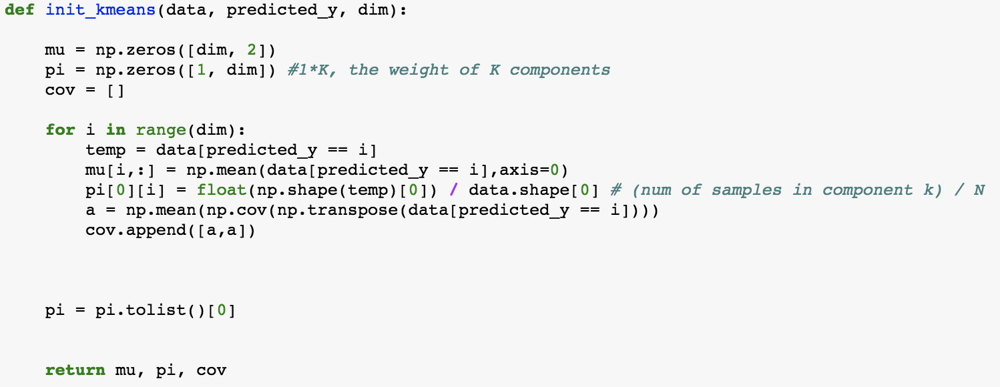 def init_kmeans(data, predicted_y, dim):
    mu = np.zeros([dim, 2])
    pi = np.zeros([1, dim]) #1*K, the weight of K components
    cov = []
    for i in range(dim):
        temp = data[predicted_y == i]
        mu[i,:] = np.mean(data[predicted_y == i],axis=0)
        pi[0][i] = float(np.shape(temp)[0]) / data.shape[0] # (num of samples in component k) / N
        a = np.mean(np.cov(np.transpose(data[predicted_y == i])))
        cov.append([a,a])
    pi = pi.tolist()[0]
    return mu, pi, cov